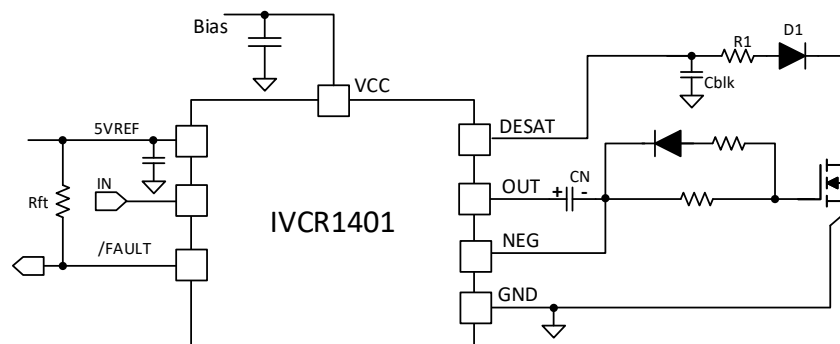 Bias
VCC
5VREF
IN
Rft
/FAULT
IVCR1401
DESAT
OUT
NEG
GND
+ CN -
Cblk
R1
D1